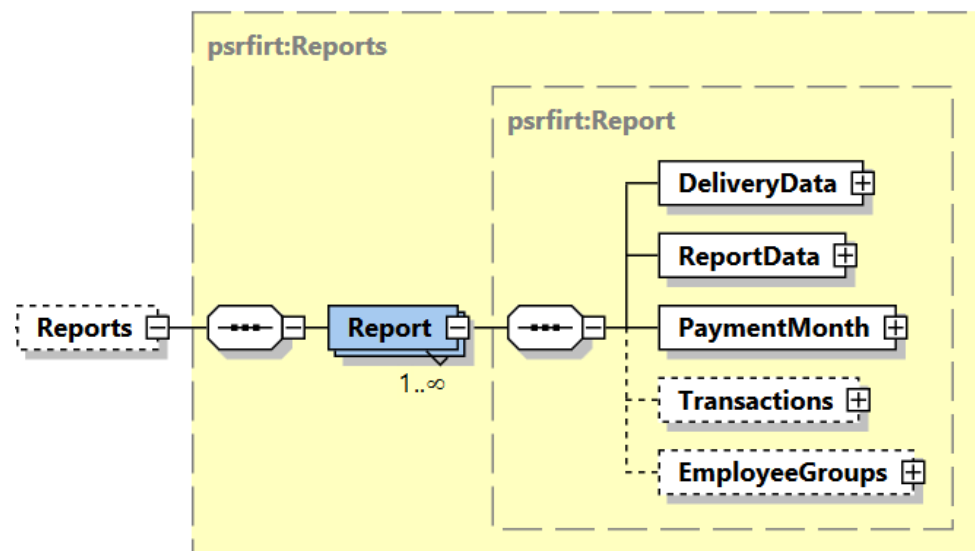 psrfirt:Reports
psrfirt:Report
DeliveryData
ReportData
Reports
Report
PaymentMonth
1..∞
Transactions
EmployeeGroups